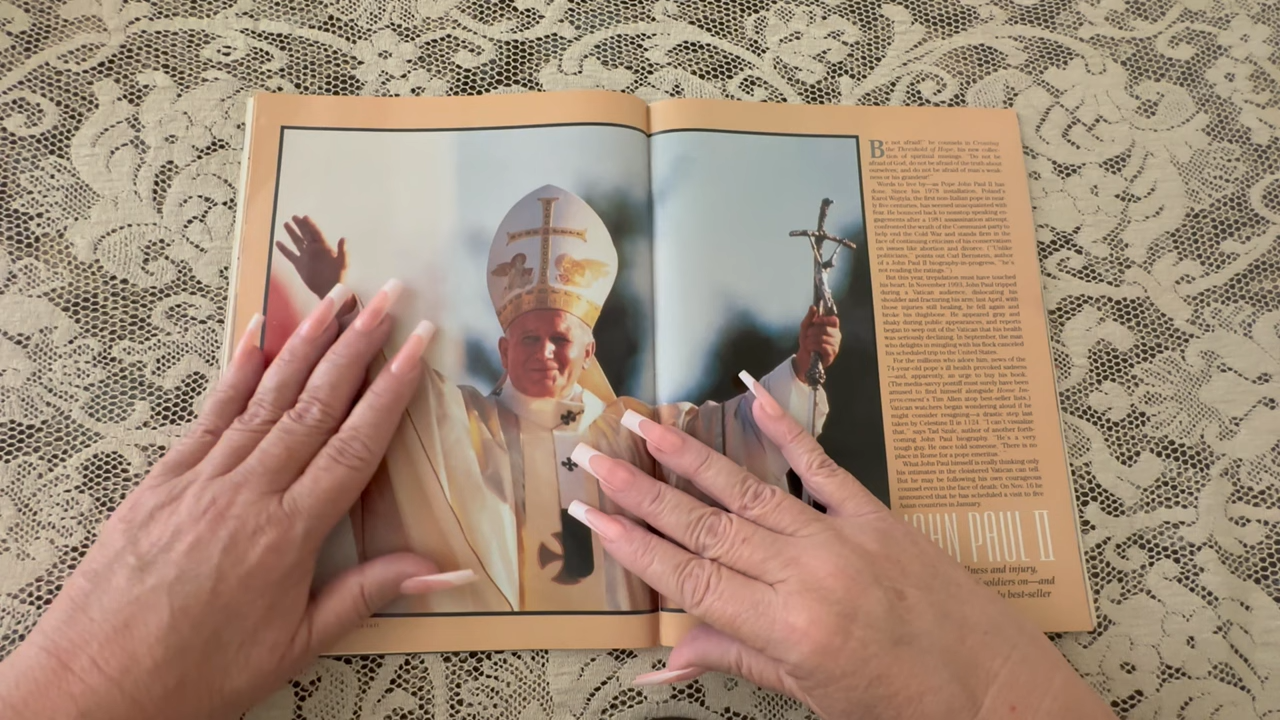 Be not afraid!" he counsels in Crossing
the Threshold of Hope, his new collec-
tion of spiritual musings. "Do not be
afraid of God, do not be afraid of the truth about
ourselves, and do not be afraid of man's weak-
ness or his grandeur!"
Words to live by—as Pope John Paul II has
done. Since his 1978 installation, Poland's
Karol Wojtyla, the first non-Italian pope in near-
ly five centuries, has seemed unacquainted with
fear. He bounced back to nonstop speaking en-
gagements after a 1981 assassination attempt,
confronted the wrath of the Communist party to
help end the Cold War and stands firm in the
face of continuing criticism of his conservatism
on issues like abortion and divorce. ("Unlike
politicians," points out Carl Bernstein, author
of a John Paul II biography-in-progress, "he's
not reading the ratings.")
But this year, trepidation must have touched
his heart. In November 1993, John Paul tripped
during a Vatican audience, dislocating his
shoulder and fracturing his arm; last April, with
those injuries still healing, he fell again and
broke his thighbone. He appeared gray and
shaky during public appearances, and reports
began to seep out of the Vatican that his health
was seriously declining. In September, the man
who delights in mingling with his flock canceled
his scheduled trip to the United States.
For the millions who adore him, news of the
74-year-old pope's ill health provoked sadness
—and, apparently, an urge to buy his book.
(The media-savvy pontiff must surely have been
amused to find himself alongside Home Im-
provement's Tim Allen atop best-seller lists.)
Vatican watchers began wondering aloud if he
might consider resigning—a drastic step last
taken by Celestine II in 1124. "I can't visualize
that," says Tad Szulc, author of another forth-
coming John Paul biography. "He's a very
tough guy. He once told someone, 'There is no
place in Rome for a pope emeritus.'"
What John Paul himself is really thinking only
his intimates in the cloistered Vatican can tell.
But he may be following his own courageous
counsel even in the face of death: On Nov. 16 he
announced that he has scheduled a visit to five
Asian countries in January.
JOHN PAUL II
illness and injury,
soldiers on—and
best-seller